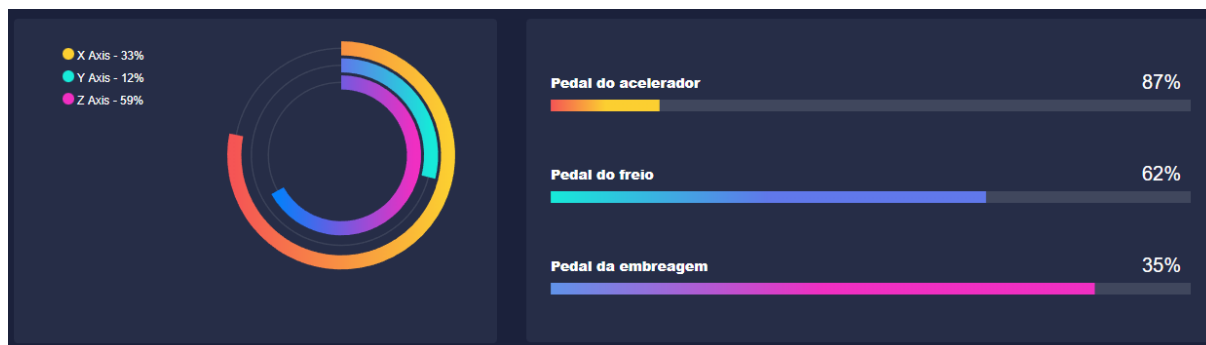 X Axis - 33%
Y Axis - 12%
Z Axis - 59%
Pedal do acelerador 87%
Pedal do freio 62%
Pedal da embreagem 35%